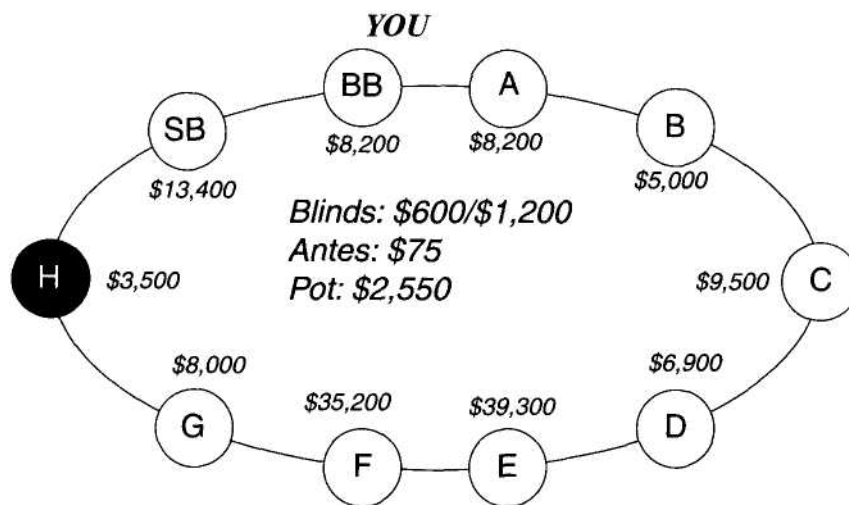 YOU
BB
A
SB
B
$8,200
$8,200
$13,400
$5,000
Blinds: $600/$1,200
Antes: $75
Pot: $2,550
H
$3,500
$9,500
C
$8,000
$6,900
$35,200
$39,300
G
D
F
E